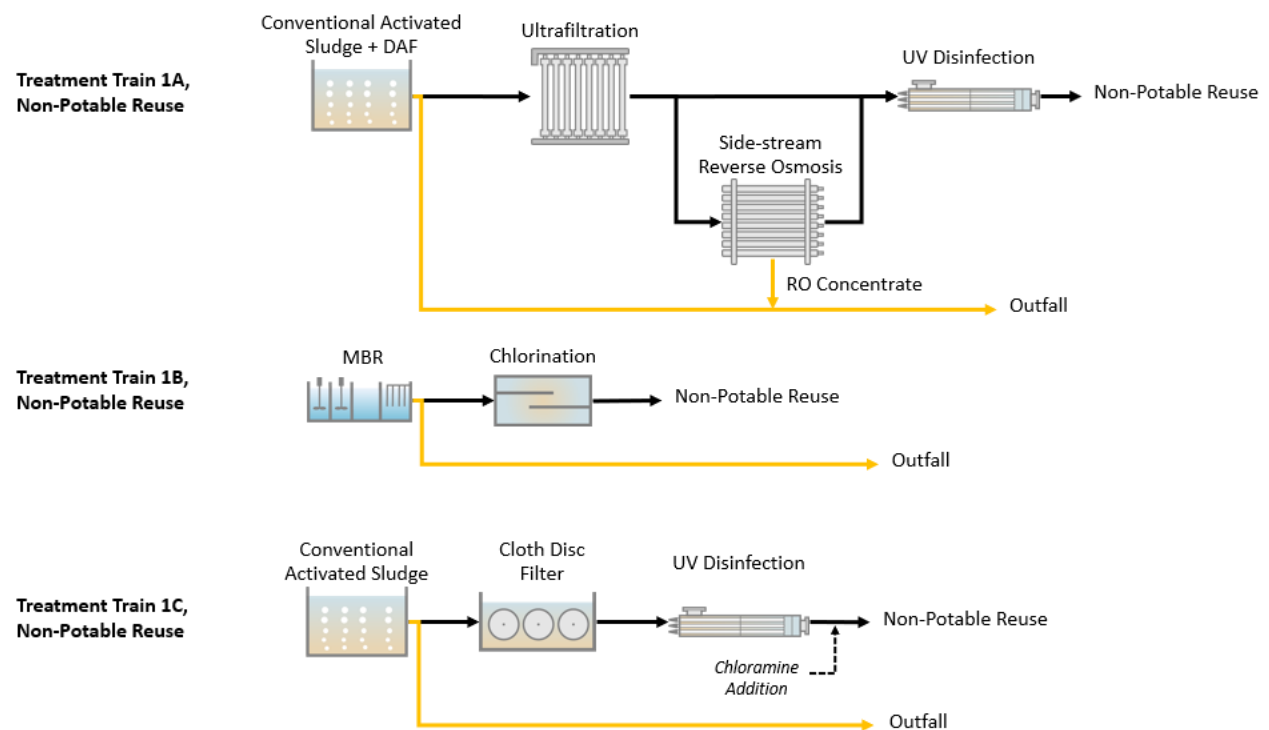 Conventional Activated
Sludge + DAF
Ultrafiltration
UV Disinfection
Treatment Train 1A,
Non-Potable Reuse
Non-Potable Reuse
Side-stream
Reverse Osmosis
RO Concentrate
Outfall
MBR
Chlorination
Treatment Train 1B,
Non-Potable Reuse
Non-Potable Reuse
Outfall
Conventional
Activated Sludge
Cloth Disc
Filter
UV Disinfection
Treatment Train 1C,
Non-Potable Reuse
Non-Potable Reuse
Chloramine
Addition
Outfall